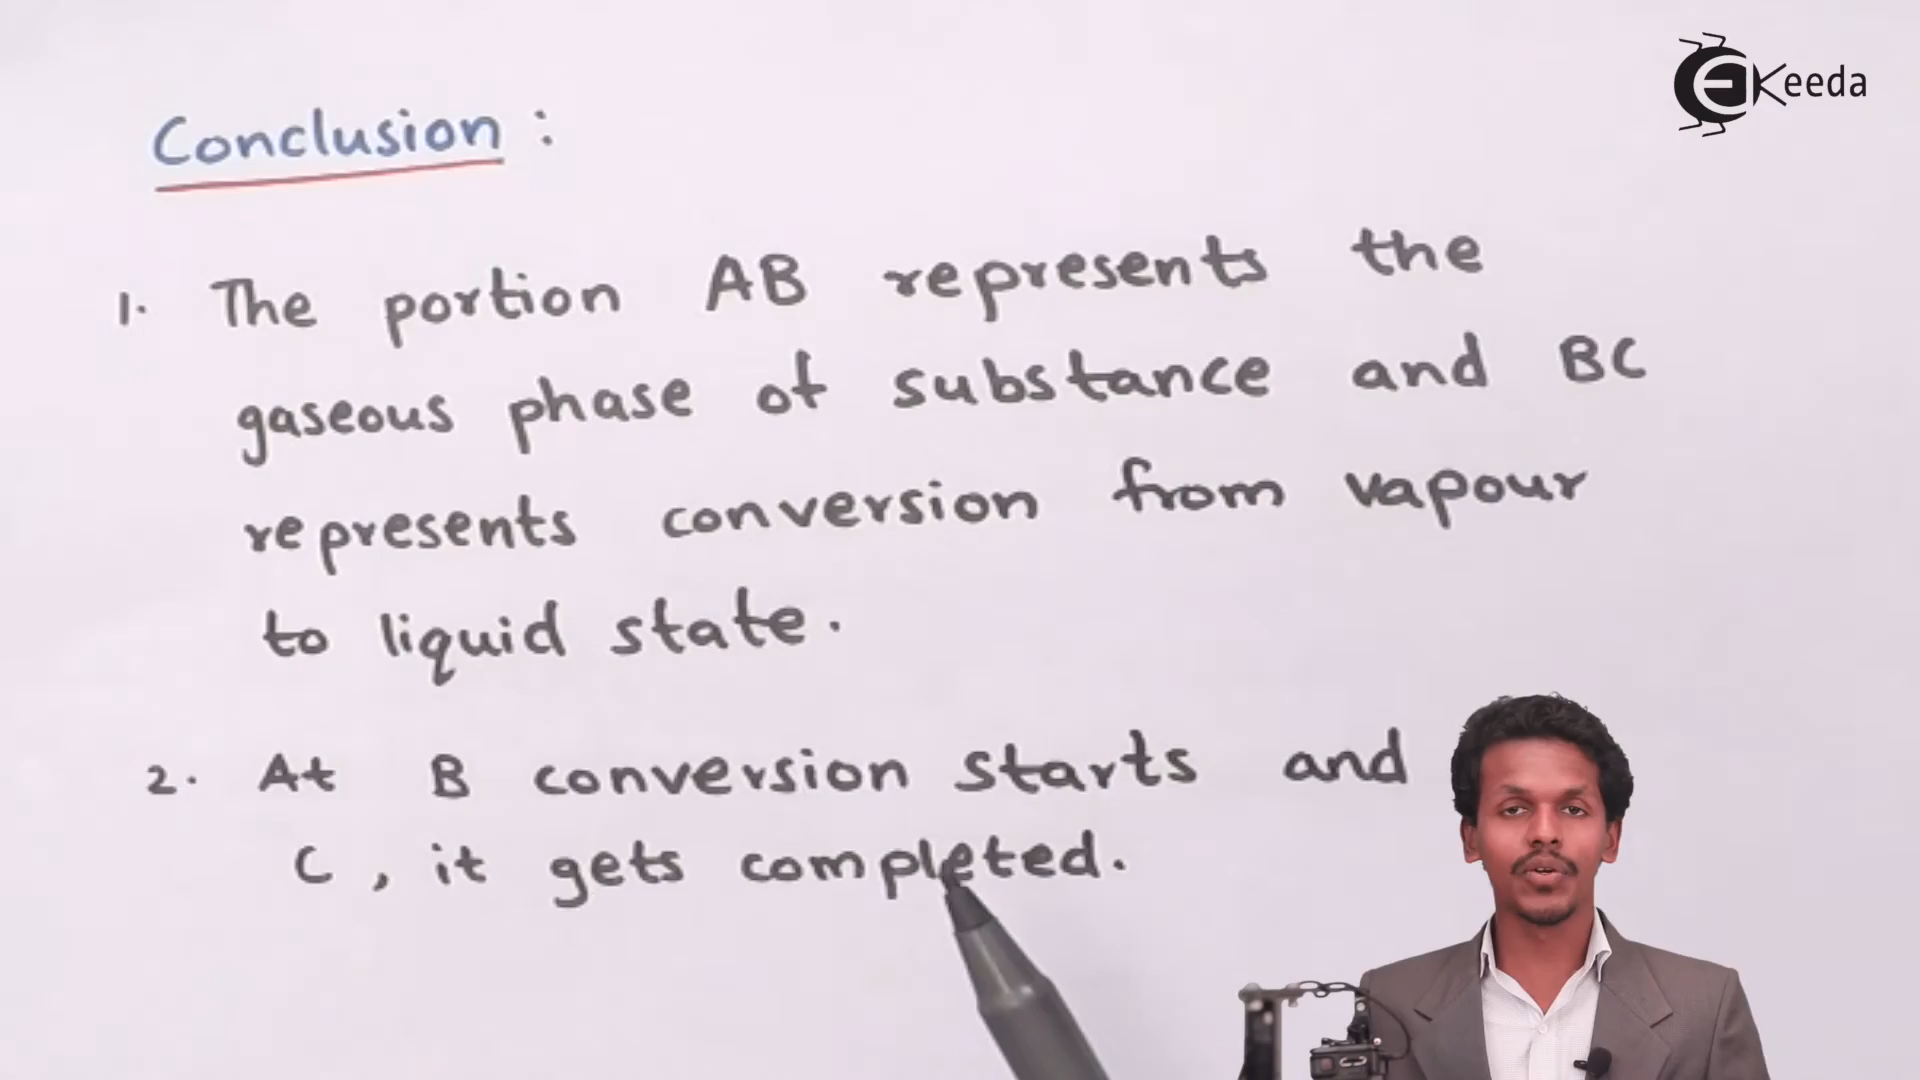 EKeeda
Conclusion :
1. The portion AB represents the
gaseous phase of substance and BC
represents conversion from vapour
to liquid state.
2. At B conversion starts and
C, it gets completed.